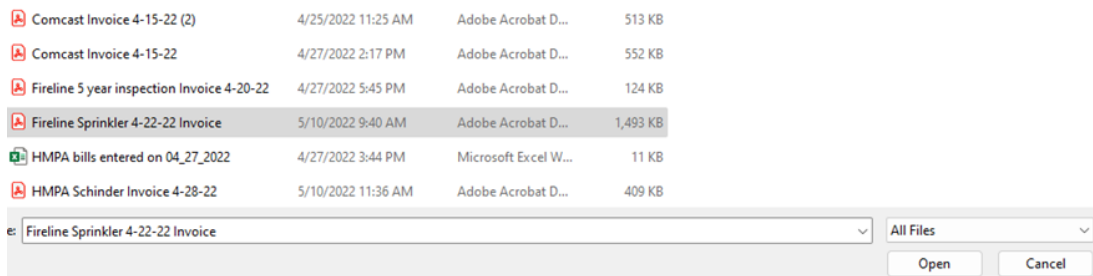 Comcast Invoice 4-15-22 (2) 4/25/2022 11:25 AM Adobe Acrobat D... 513 KB
Comcast Invoice 4-15-22 4/27/2022 2:17 PM Adobe Acrobat D... 552 KB
Fireline 5 year inspection Invoice 4-20-22 4/27/2022 5:45 PM Adobe Acrobat D... 124 KB
Fireline Sprinkler 4-22-22 Invoice 5/10/2022 9:40 AM Adobe Acrobat D... 1,493 KB
HMPA bills entered on 04_27_2022 4/27/2022 3:44 PM Microsoft Excel W... 11 KB
HMPA Schinder Invoice 4-28-22 5/10/2022 11:36 AM Adobe Acrobat D... 409 KB
e: Fireline Sprinkler 4-22-22 Invoice All Files
Open Cancel